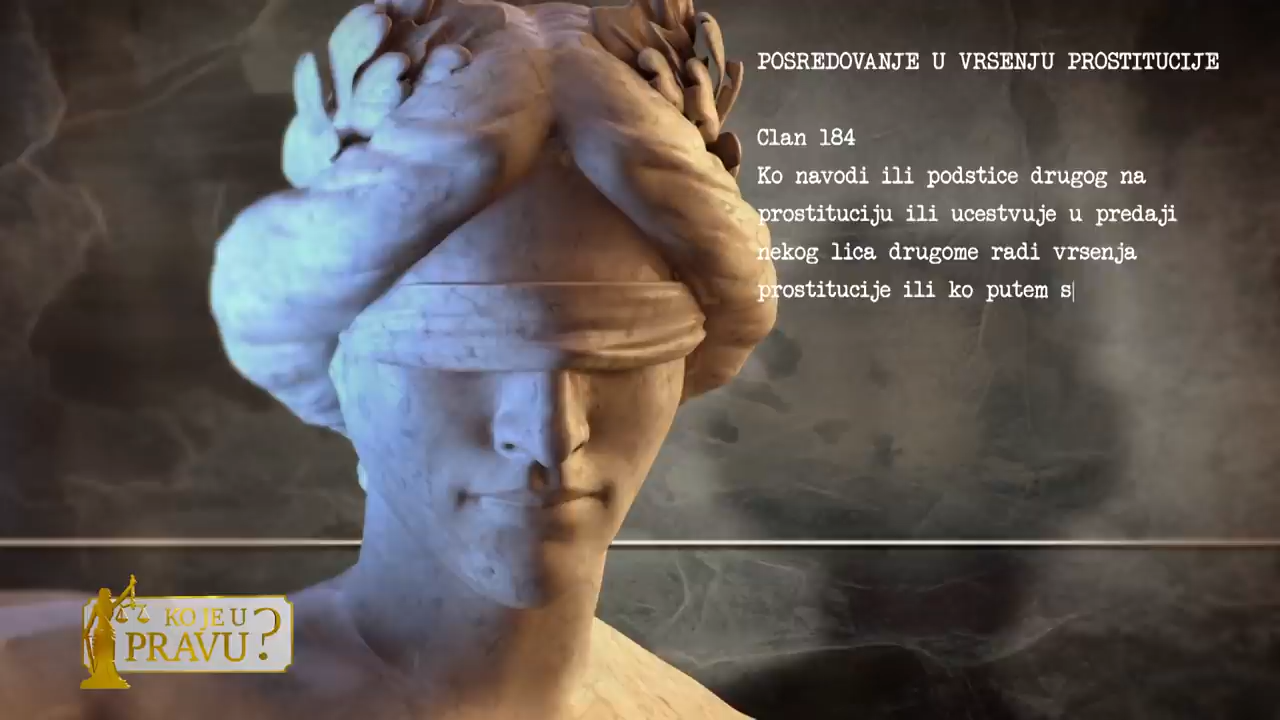 POSREDOVANJE U VRSENJU PROSTITUCIJE
Clan 184
Ko navodi ili podstice drugog na
prostituciju ili ucestvuje u predaji
nekog lica drugome radi vrsenja
prostitucije ili ko putem s
KO JE U
PRAVU?